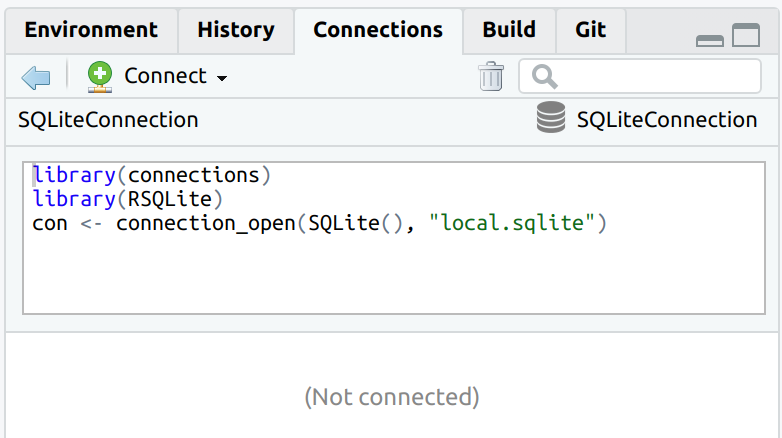 Environment History Connections Build Git
Connect
SQLiteConnection SQLiteConnection
library(connections)
library(RSQLite)
con <- connection_open(SQLite(), "local.sqlite")
(Not connected)